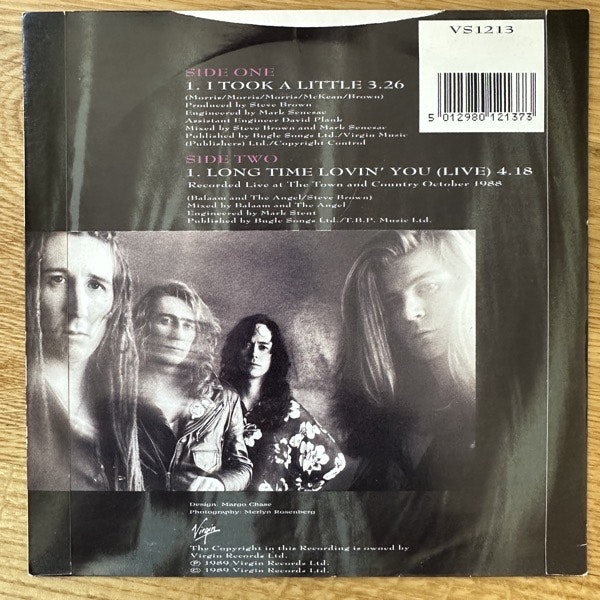 VS1213
5 012980 121373
SIDE ONE
1. I TOOK A LITTLE 3.26
(Morris/Morris/Morris/McKean/Brown)
Produced by Steve Brown
Engineered by Mark Senesac
Assistant Engineer David Plank
Mixed by Steve Brown and Mark Senesac
Published by Bugle Songs Ltd./Virgin Music
(Publishers) Ltd./Copyright Control
SIDE TWO
1. LONG TIME LOVIN' YOU (LIVE) 4.18
Recorded Live at The Town and Country October 1988
(Balaam and The Angel/Steve Brown)
Mixed by Balaam and The Angel
Engineered by Mark Stent
Published by Bugle Songs Ltd./T.B.P. Music Ltd.
Design: Margo Chase
Photography: Merlyn Rosenberg
Virgin
The Copyright in this Recording is owned by
Virgin Records Ltd.
Ⓟ 1989 Virgin Records Ltd.
© 1989 Virgin Records Ltd.